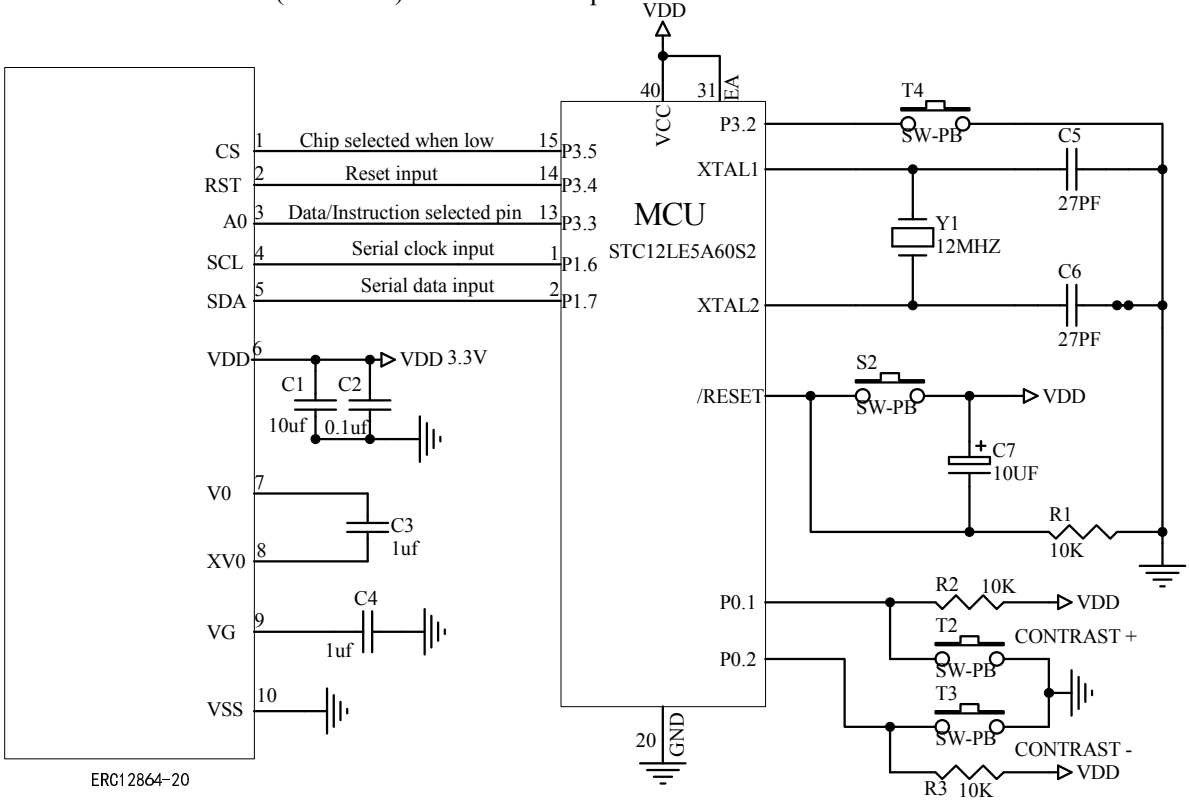 VDD
40
VCC
31
EA
CS
1
Chip selected when low
15
P3.5
RST
2
Reset input
14
P3.4
A0
3
Data/Instruction selected pin
13
P3.3
SCL
4
Serial clock input
1
P1.6
SDA
5
Serial data input
2
P1.7
VDD
6
VDD 3.3V
C1
10uf
C2
0.1uf
V0
7
XV0
8
C3
1uf
VG
9
C4
1uf
VSS
10
ERC12864-20
MCU
STC12LE5A60S2
20
GND
P3.2
T4
SW-PB
XTAL1
C5
27PF
Y1
12MHZ
XTAL2
C6
27PF
/RESET
S2
SW-PB
VDD
+
C7
10UF
R1
10K
P0.1
R2
10K
VDD
T2
CONTRAST +
SW-PB
P0.2
T3
SW-PB
CONTRAST -
VDD
R3
10K